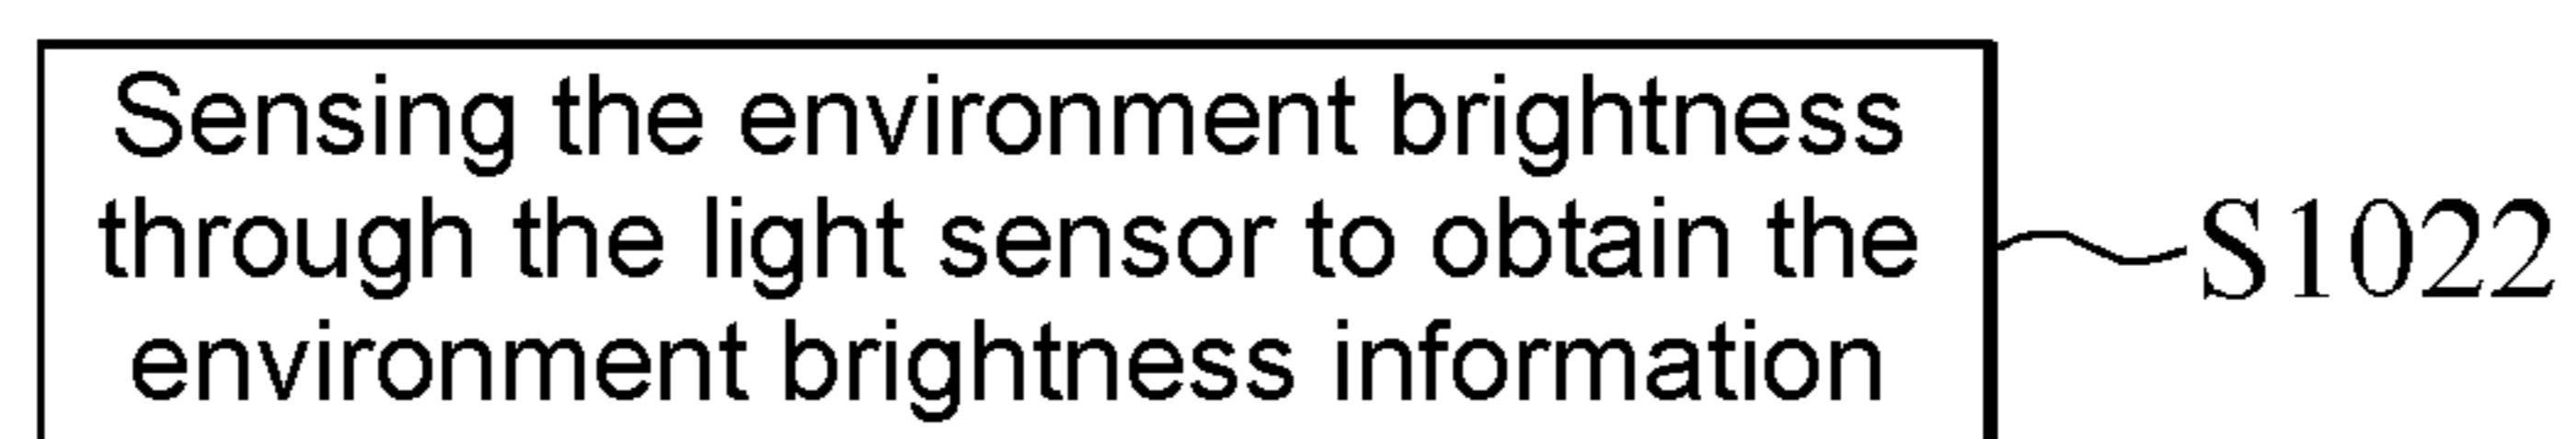 Sensing the environment brightness
through the light sensor to obtain the
environment brightness information
S1022